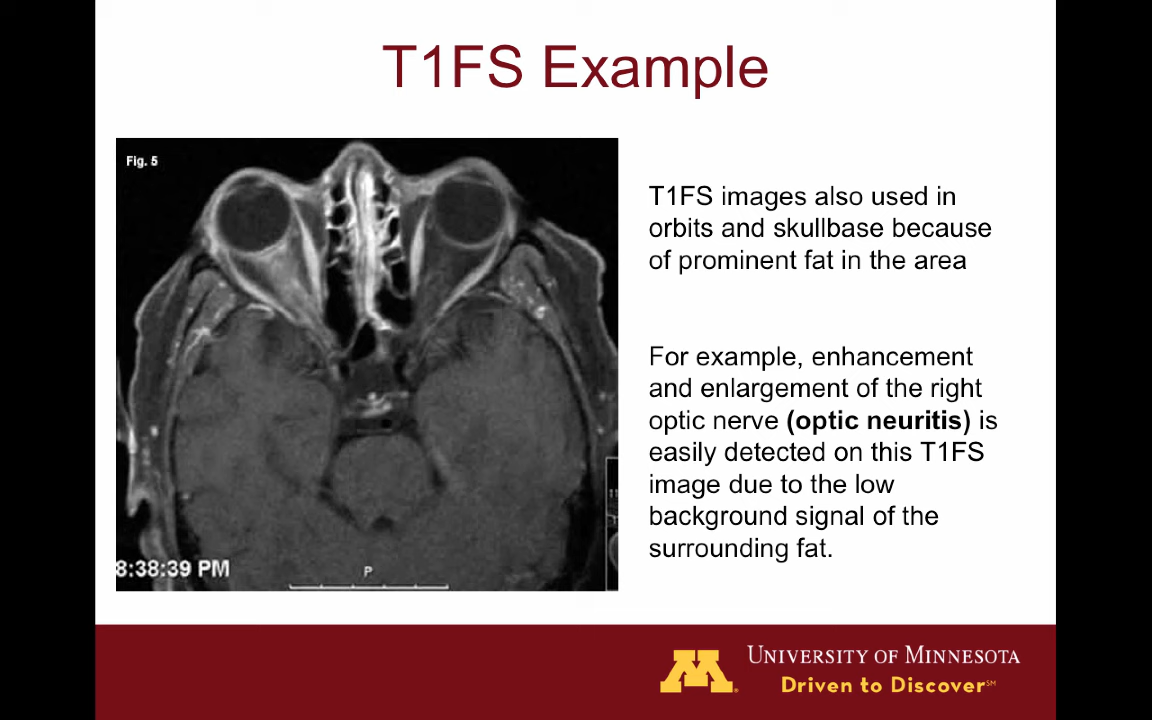 T1FS Example
Fig. 5
T1FS images also used in
orbits and skullbase because
of prominent fat in the area
For example, enhancement
and enlargement of the right
optic nerve (optic neuritis) is
easily detected on this T1FS
image due to the low
background signal of the
surrounding fat.
8:38:39 PM
P
M
UNIVERSITY OF MINNESOTA
Driven to Discover℠